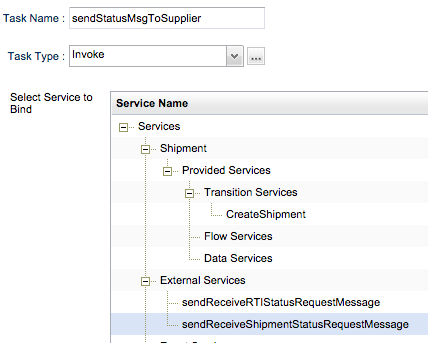 Task Name : sendStatusMsgToSupplier
Task Type : Invoke ...
Select Service to
Bind
Service Name
Services
Shipment
Provided Services
Transition Services
CreateShipment
Flow Services
Data Services
External Services
sendReceiveRTIStatusRequestMessage
sendReceiveShipmentStatusRequestMessage